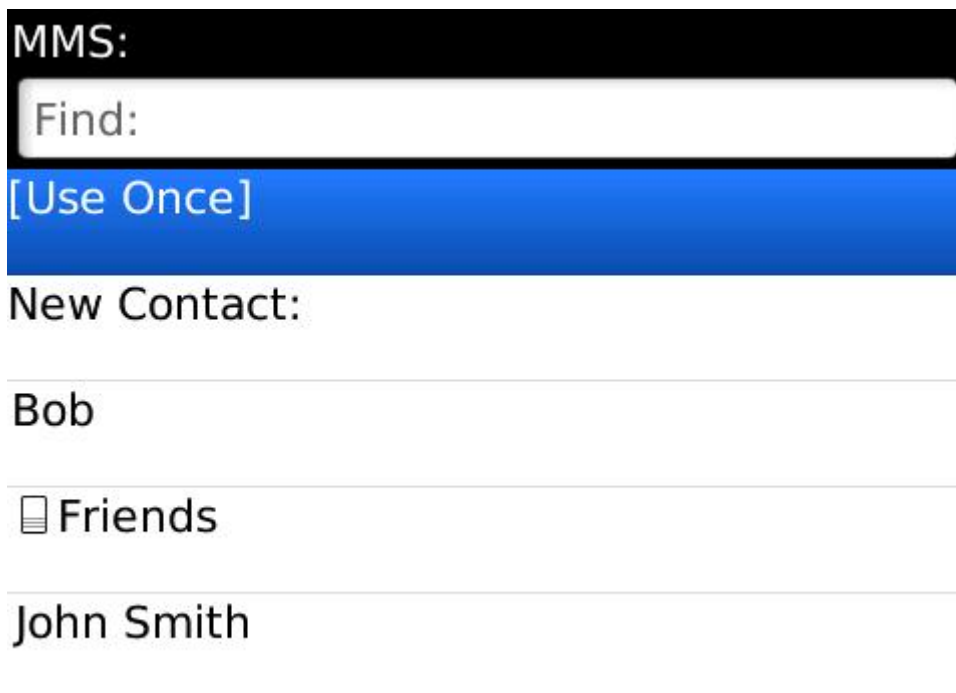 MMS:
Find:
[Use Once]
New Contact:
Bob
Friends
John Smith